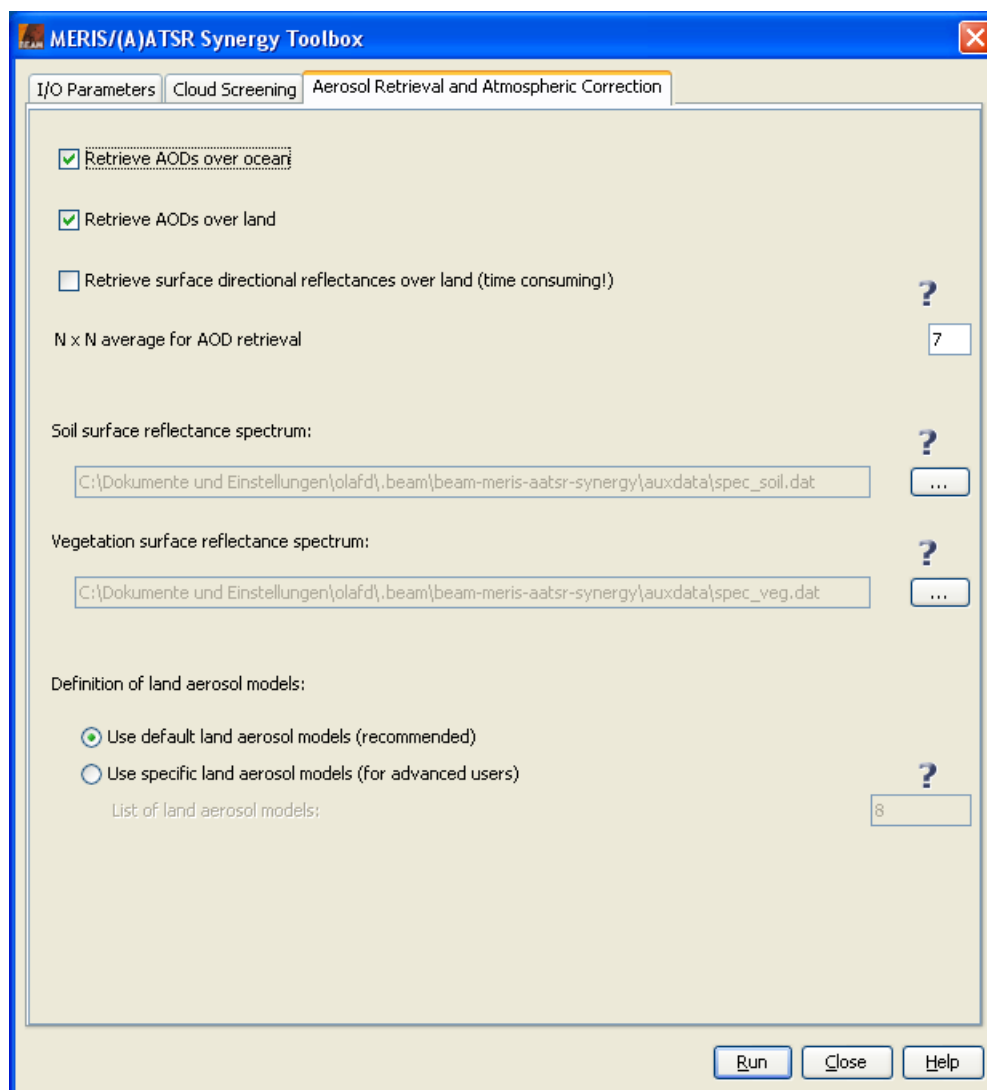 MERIS/(A)ATSR Synergy Toolbox
I/O Parameters Cloud Screening Aerosol Retrieval and Atmospheric Correction
Retrieve AODs over ocean
Retrieve AODs over land
Retrieve surface directional reflectances over land (time consuming!)
?
N x N average for AOD retrieval 7
Soil surface reflectance spectrum:
?
C:\Dokumente und Einstellungen\olafd\.beam\beam-meris-aatsr-synergy\auxdata\spec_soil.dat ...
Vegetation surface reflectance spectrum:
?
C:\Dokumente und Einstellungen\olafd\.beam\beam-meris-aatsr-synergy\auxdata\spec_veg.dat ...
Definition of land aerosol models:
Use default land aerosol models (recommended)
Use specific land aerosol models (for advanced users) ?
List of land aerosol models: 8
Run Close Help